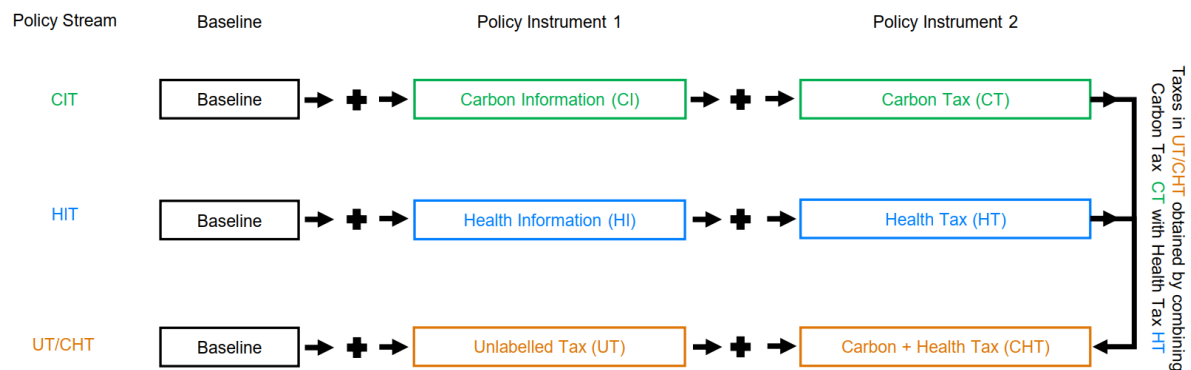 Policy Stream Baseline Policy Instrument 1 Policy Instrument 2
CIT Baseline Carbon Information (CI) Carbon Tax (CT)
HIT Baseline Health Information (HI) Health Tax (HT)
UT/CHT Baseline Unlabelled Tax (UT) Carbon + Health Tax (CHT)
Taxes in UT/CHT obtained by combining
Carbon Tax CT with Health Tax HT